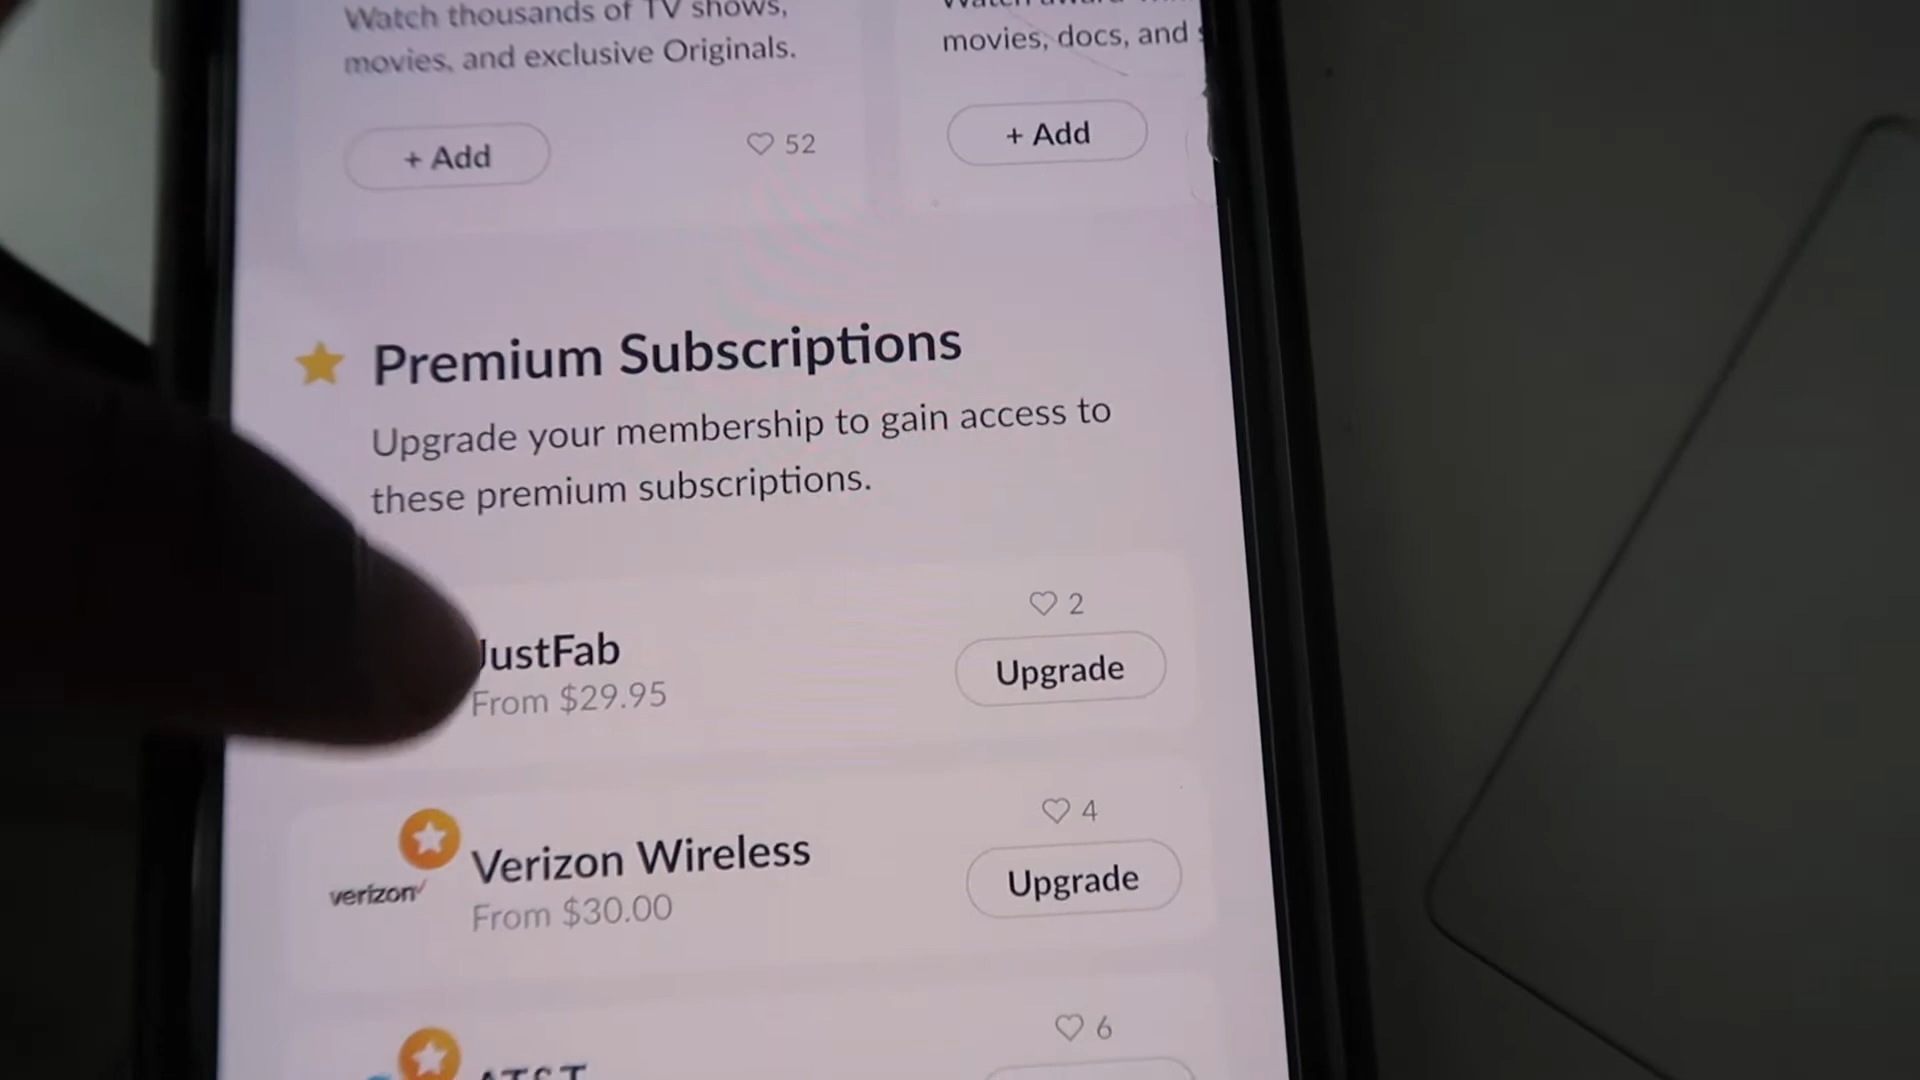 Watch thousands of TV shows,
movies, and exclusive Originals.
movies, docs, and
+ Add
52
+ Add
Premium Subscriptions
Upgrade your membership to gain access to
these premium subscriptions.
JustFab
From $29.95
2
Upgrade
verizon
Verizon Wireless
From $30.00
4
Upgrade
AT&T
6